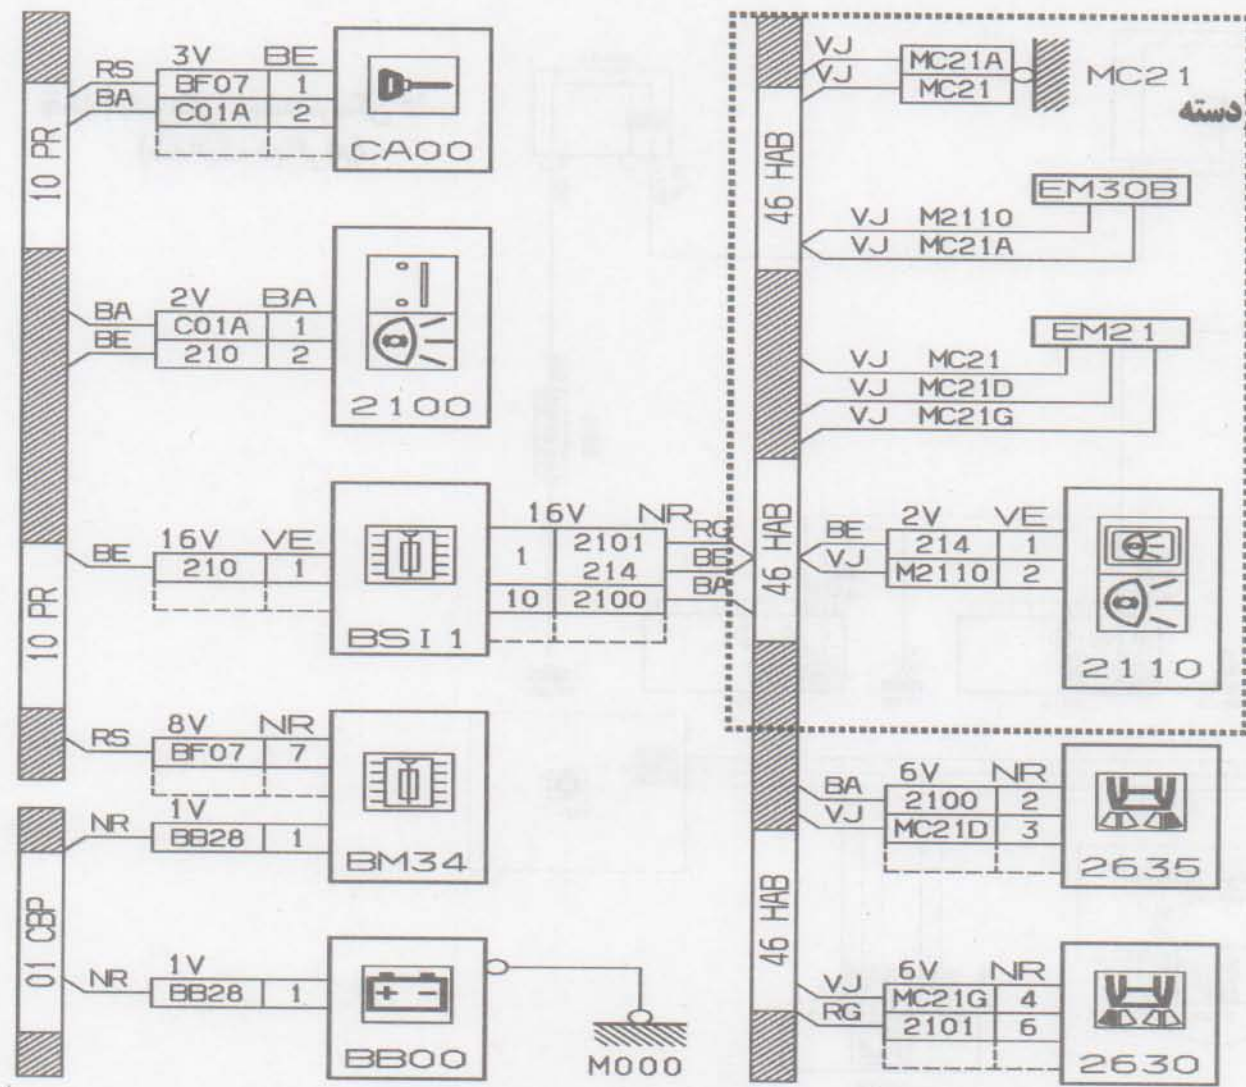 10 PR
RS
BA
3V BE
BF07 1
C01A 2
CA00
BA
BE
2V BA
C01A 1
210 2
2100
10 PR
BE
16V VE
210 1
BSI1
16V NR
1
2101
214
10 2100
RG
BE
BA
RS
8V NR
BF07 7
NR
1V
BB28 1
BM34
01 CBP
NR
1V
BB28 1
BB00
M000
46 HAB
VJ
VJ
MC21A
MC21
MC21
دسته
EM30B
VJ M2110
VJ MC21A
EM21
VJ MC21
VJ MC21D
VJ MC21G
46 HAB
BE
VJ
2V VE
214 1
M2110 2
2110
46 HAB
BA
VJ
6V NR
2100 2
MC21D 3
2635
VJ
RG
6V NR
MC21G 4
2101 6
2630